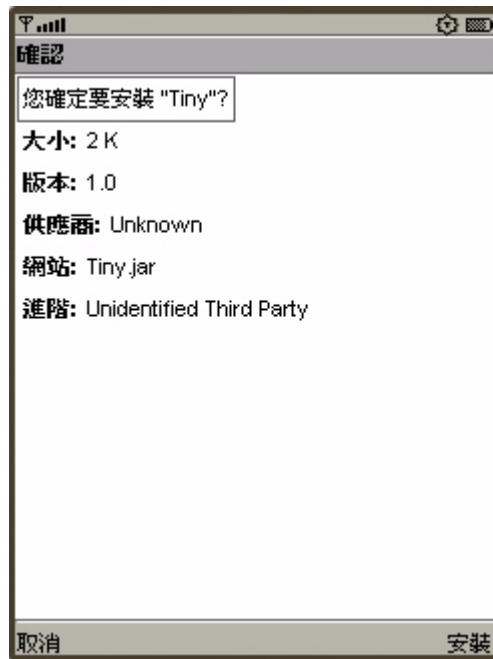 確認
您確定要安裝 "Tiny"?
大小: 2 K
版本: 1.0
供應商: Unknown
網站: Tiny.jar
進階: Unidentified Third Party
取消 安裝